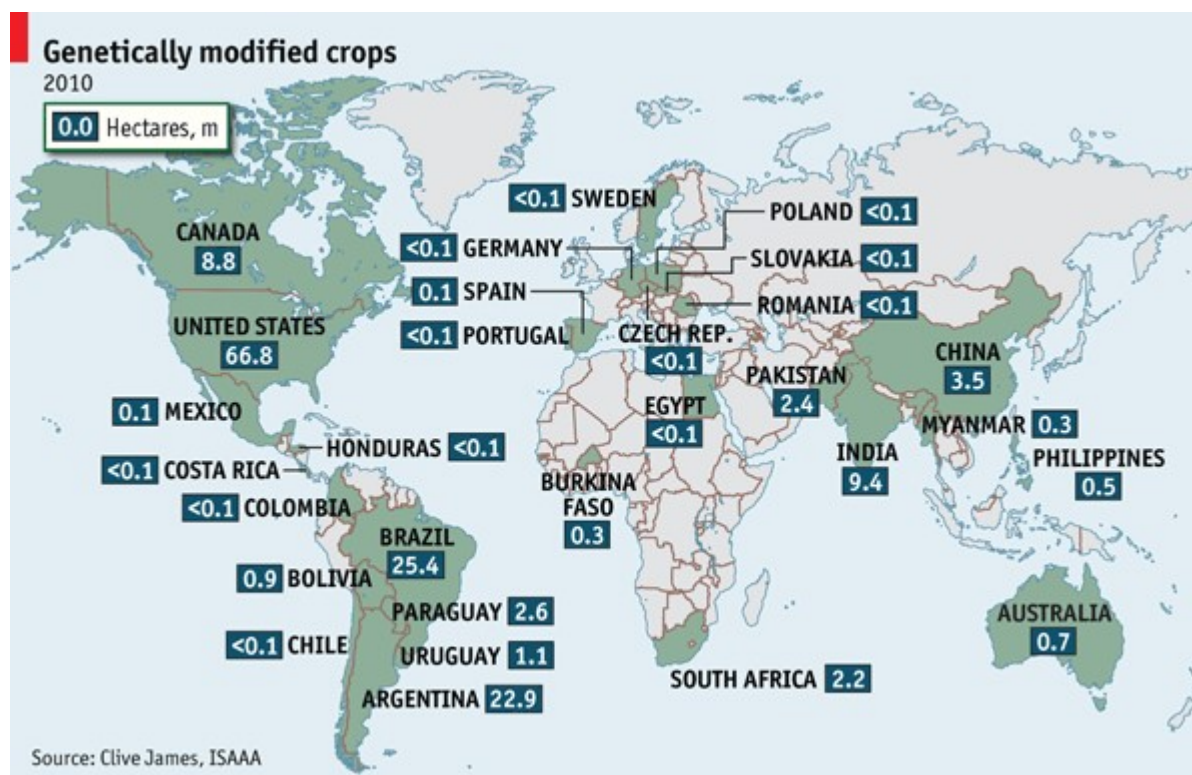 Genetically modified crops
2010
0.0 Hectares, m
<0.1 SWEDEN
POLAND <0.1
CANADA
8.8
<0.1 GERMANY
SLOVAKIA <0.1
0.1 SPAIN
ROMANIA <0.1
UNITED STATES
66.8
<0.1 PORTUGAL
CZECH REP.
<0.1
CHINA
3.5
PAKISTAN
2.4
0.1 MEXICO
EGYPT
<0.1
MYANMAR 0.3
HONDURAS <0.1
INDIA
9.4
PHILIPPINES
0.5
<0.1 COSTA RICA
BURKINA
FASO
0.3
<0.1 COLOMBIA
BRAZIL
25.4
0.9 BOLIVIA
PARAGUAY 2.6
AUSTRALIA
0.7
<0.1 CHILE
URUGUAY 1.1
SOUTH AFRICA 2.2
ARGENTINA 22.9
Source: Clive James, ISAAA